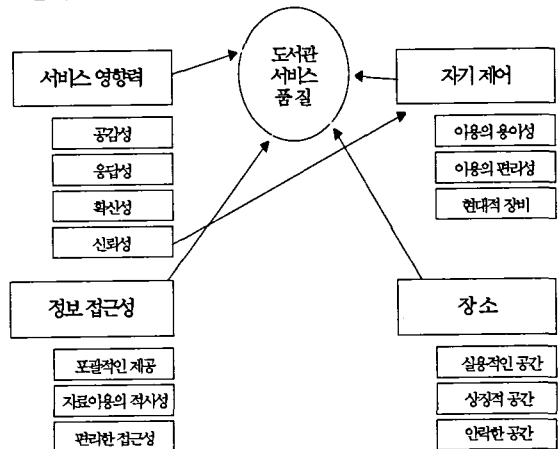 도서관
서비스
품 질
서비스 영향력
공감성
응답성
확신성
신뢰성
자기 제어
이용의 용이성
이용의 편리성
현대적 장비
정보 접근성
포괄적인 제공
자료이용의 적시성
편리한 접근성
장 소
실용적인 공간
상징적 공간
안락한 공간